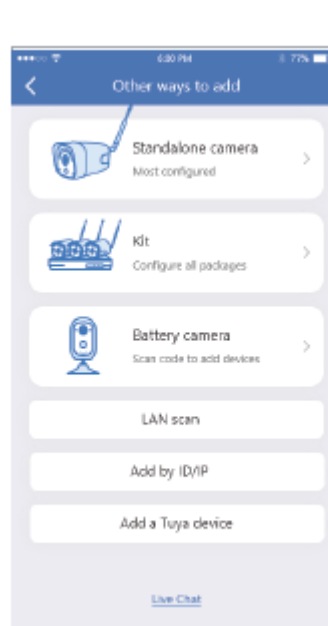 6:00 PM 77%
Other ways to add
Standalone camera
Most configured
Kit
Configure all packages
Battery camera
Scan code to add devices
LAN scan
Add by ID/IP
Add a Tuya device
Live Chat